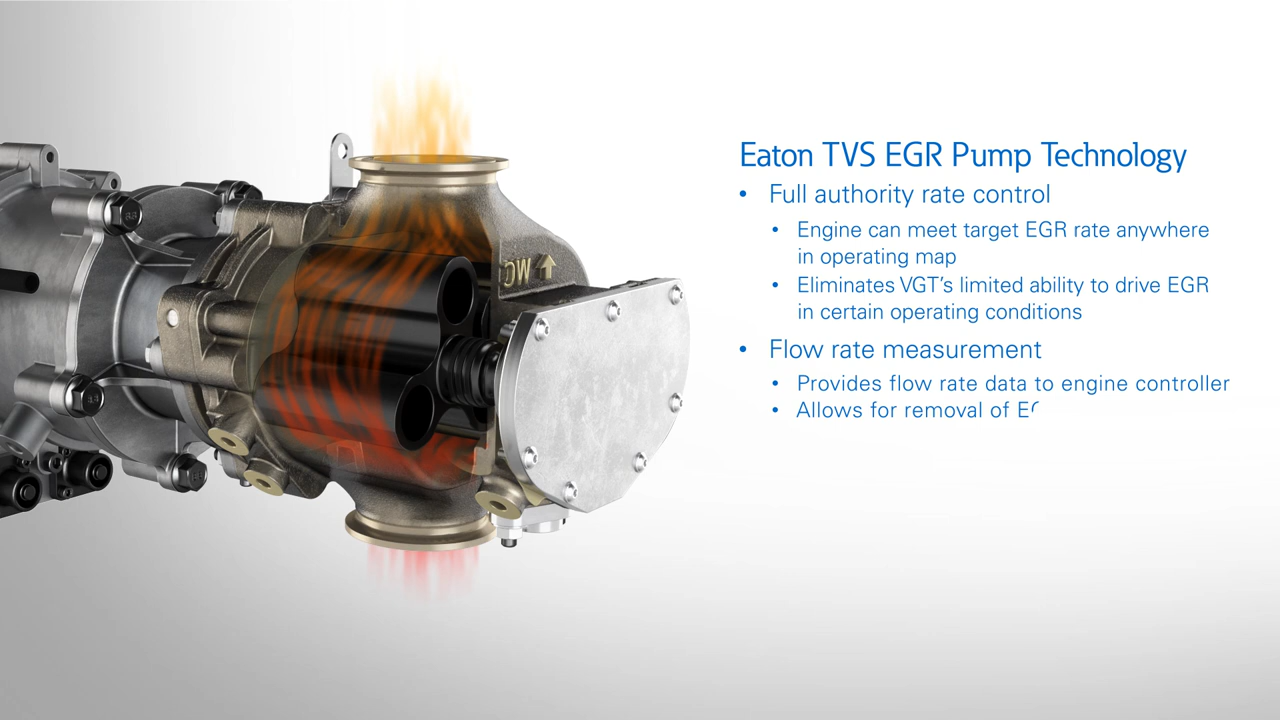 Eaton TVS EGR Pump Technology
• Full authority rate control
• Engine can meet target EGR rate anywhere
in operating map
• Eliminates VGT's limited ability to drive EGR
in certain operating conditions
• Flow rate measurement
• Provides flow rate data to engine controller
• Allows for removal of